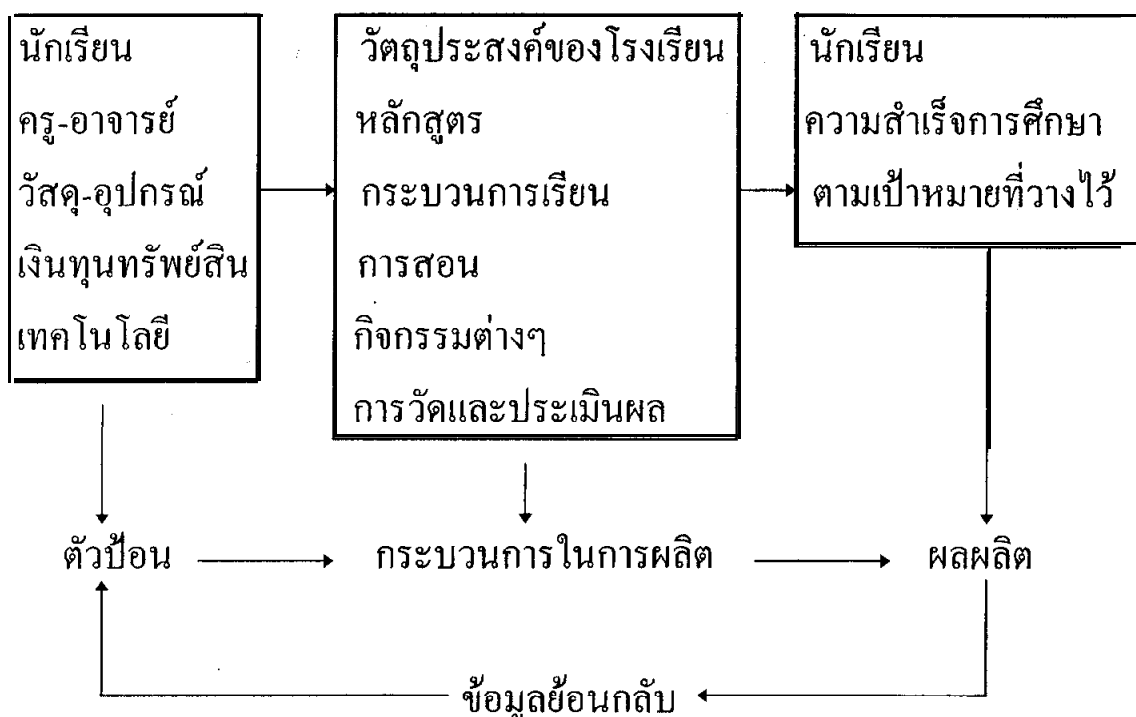 นักเรียน
ครู-อาจารย์
วัสดุ-อุปกรณ์
เงินทุนทรัพย์สิน
เทคโนโลยี
วัตถุประสงค์ของโรงเรียน
หลักสูตร
กระบวนการเรียน
การสอน
กิจกรรมต่างๆ
การวัดและประเมินผล
นักเรียน
ความสำเร็จการศึกษา
ตามเป้าหมายที่วางไว้
ตัวป้อน
กระบวนการในการผลิต
ผลผลิต
ข้อมูลย้อนกลับ